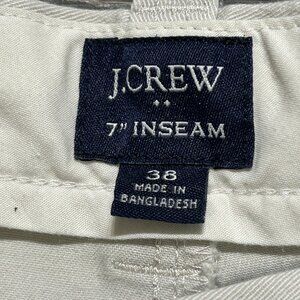 J.CREW
7" INSEAM
38
MADE IN
BANGLADESH